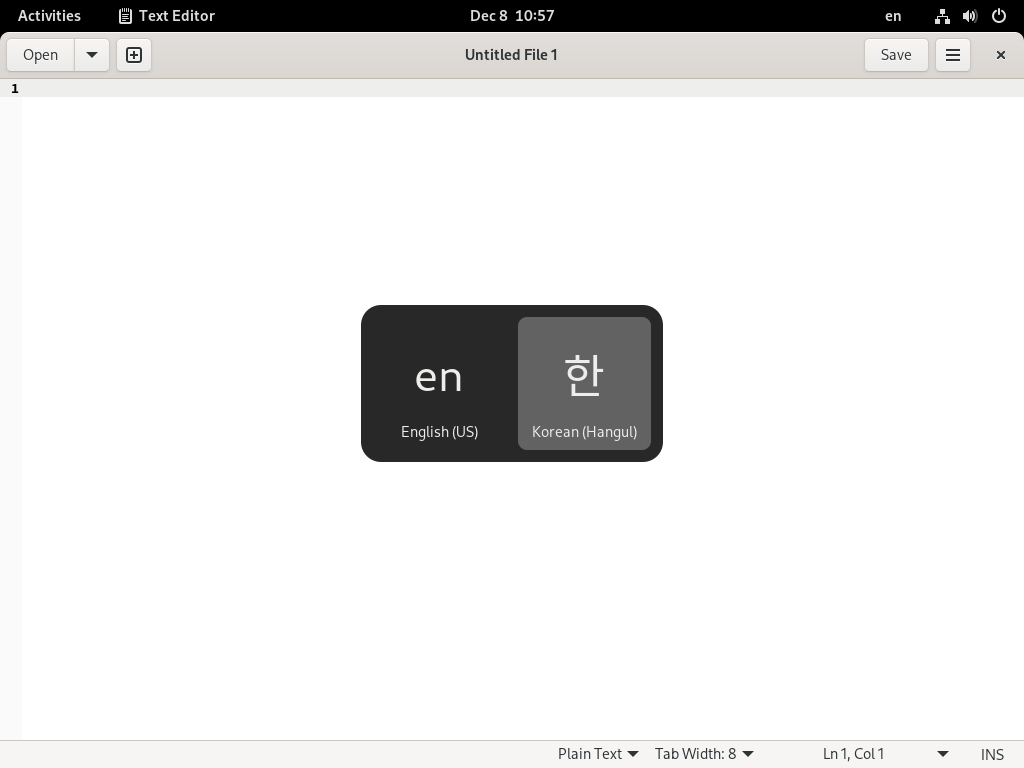 Activities Text Editor Dec 8 10:57 en
Open Untitled File 1 Save
1
en 한
English (US) Korean (Hangul)
Plain Text Tab Width: 8 Ln 1, Col 1 INS